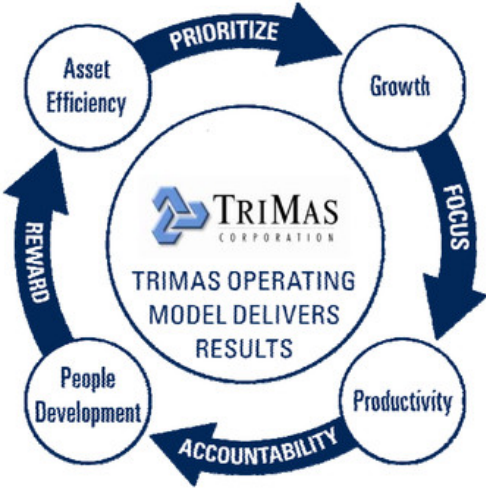 PRIORITIZE
Asset
Efficiency
Growth
FOCUS
TRIMAS
CORPORATION
TRIMAS OPERATING
MODEL DELIVERS
RESULTS
REWARD
People
Development
Productivity
ACCOUNTABILITY